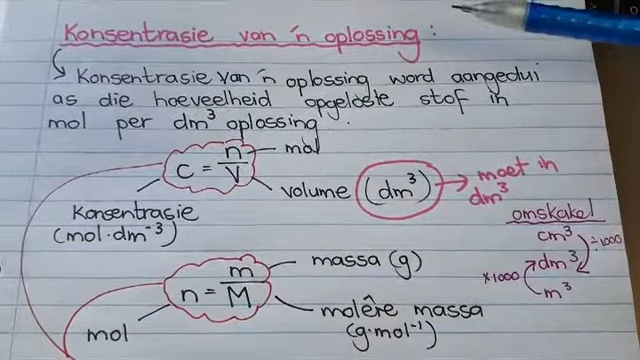 Konsentrasie van 'n oplossing:
Konsentrasie van 'n oplossing word aangedui
as die hoeveelheid opgeloste stof in
mol per dm³ oplossing.
c = n/V
mol
volume (dm³) → moet in
dm³
Konsentrasie
(mol·dm⁻³)
omskakel
cm³
÷1000
dm³
×1000
m³
n = m/M
massa (g)
mol
molêre massa
(g·mol⁻¹)